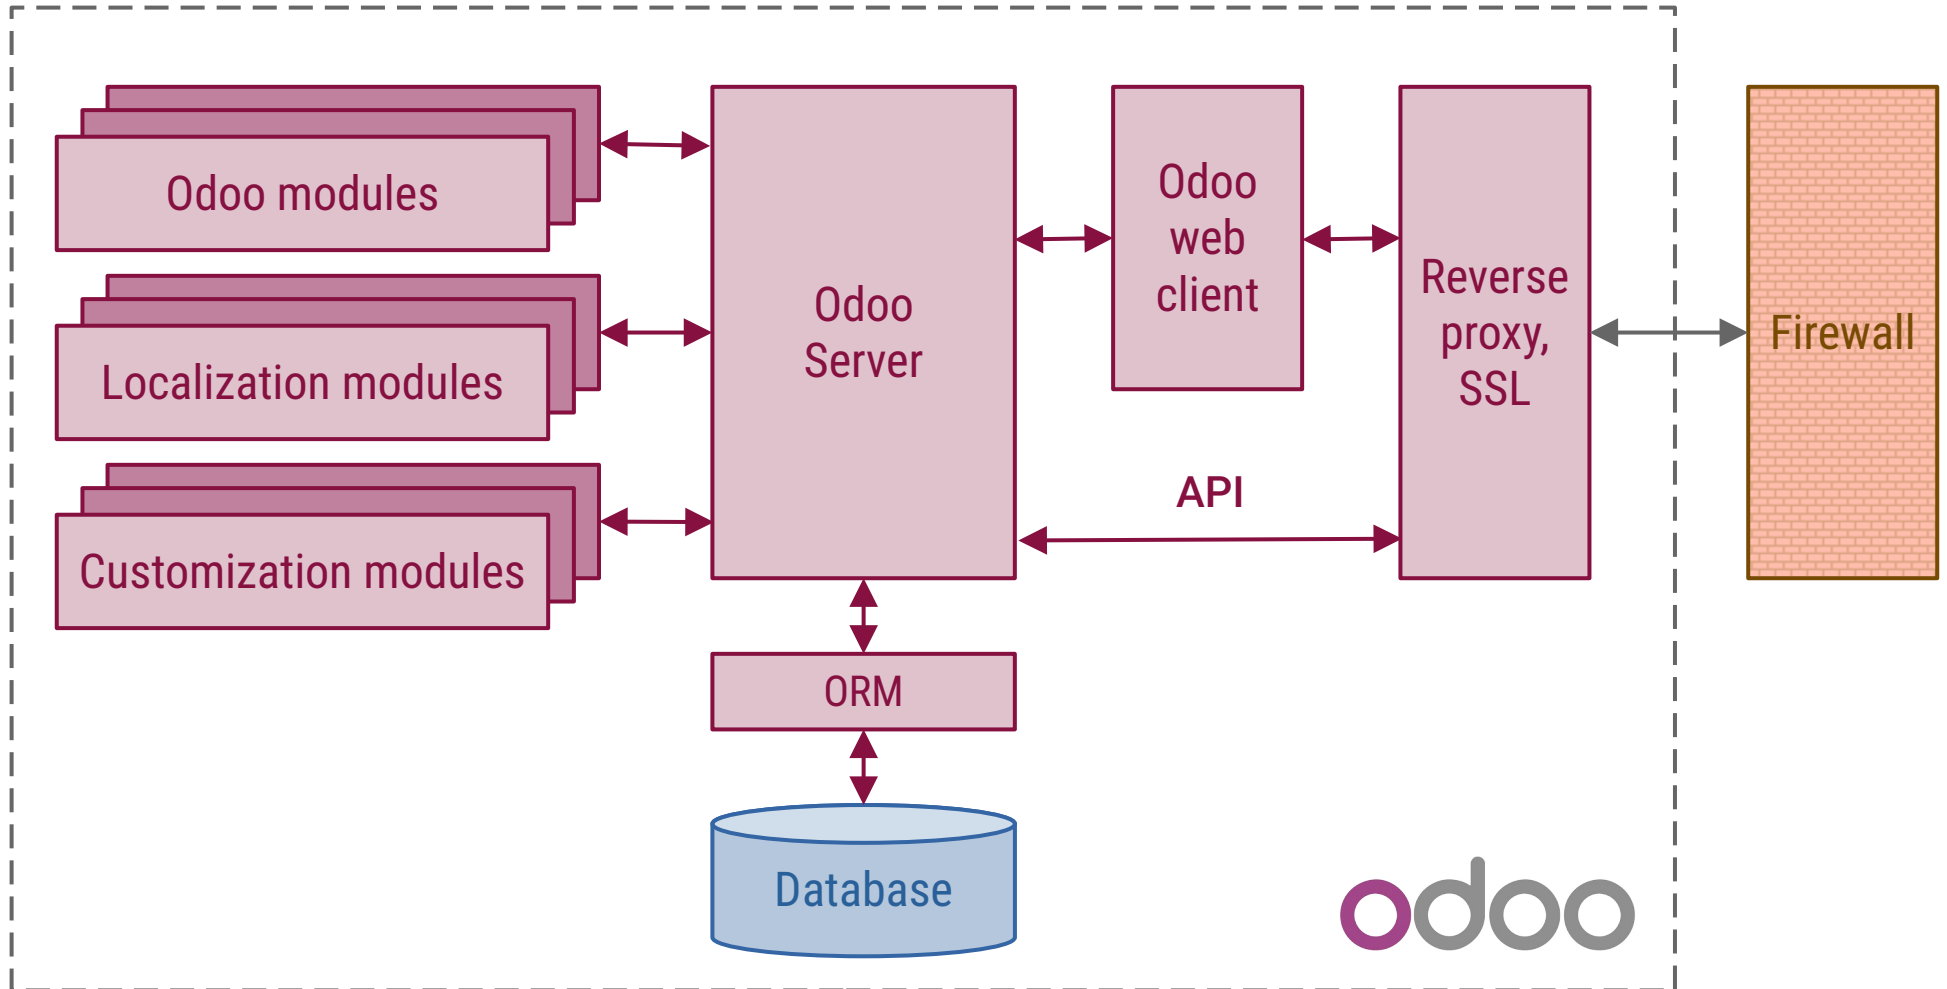 Odoo modules
Localization modules
Customization modules
Odoo
Server
ORM
Database
Odoo
web
client
API
Reverse
proxy,
SSL
Firewall
odoo